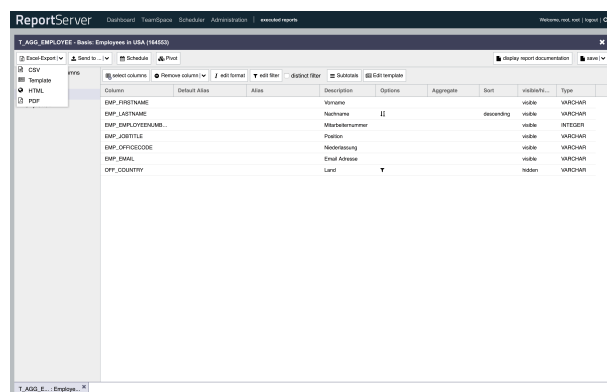 ReportServer Dashboard TeamSpace Scheduler Administration executed reports Welcome, root, root | logout |
T_AGG_EMPLOYEE - Basis: Employees in USA (164553)
Excel-Export Send to ... Schedule Pivot display report documentation save
CSV
Template
HTML
PDF
mns
select columns Remove column edit format edit filter distinct filter Subtotals Edit template
Column Default Alias Alias Description Options Aggregate Sort visible/hi... Type
EMP_FIRSTNAME Vorname visible VARCHAR
EMP_LASTNAME Nachname descending visible VARCHAR
EMP_EMPLOYEENUMB... Mitarbeiternummer visible INTEGER
EMP_JOBTITLE Position visible VARCHAR
EMP_OFFICECODE Niederlassung visible VARCHAR
EMP_EMAIL Email Adresse visible VARCHAR
OFF_COUNTRY Land hidden VARCHAR
T_AGG_E... : Employe...